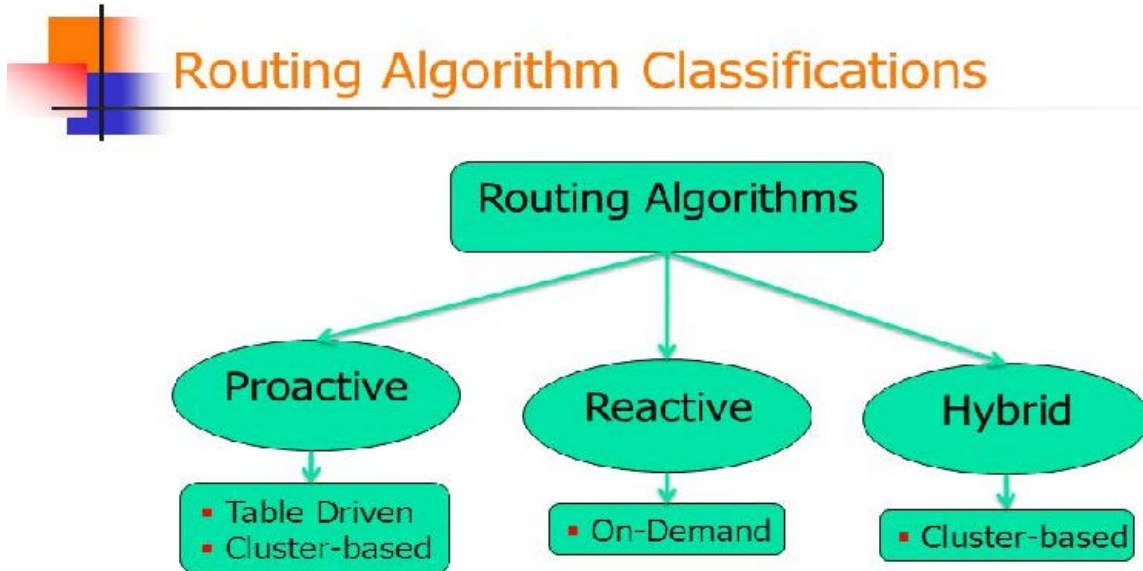 Routing Algorithm Classifications
Routing Algorithms
Proactive
Reactive
Hybrid
▪ Table Driven
▪ Cluster-based
▪ On-Demand
▪ Cluster-based